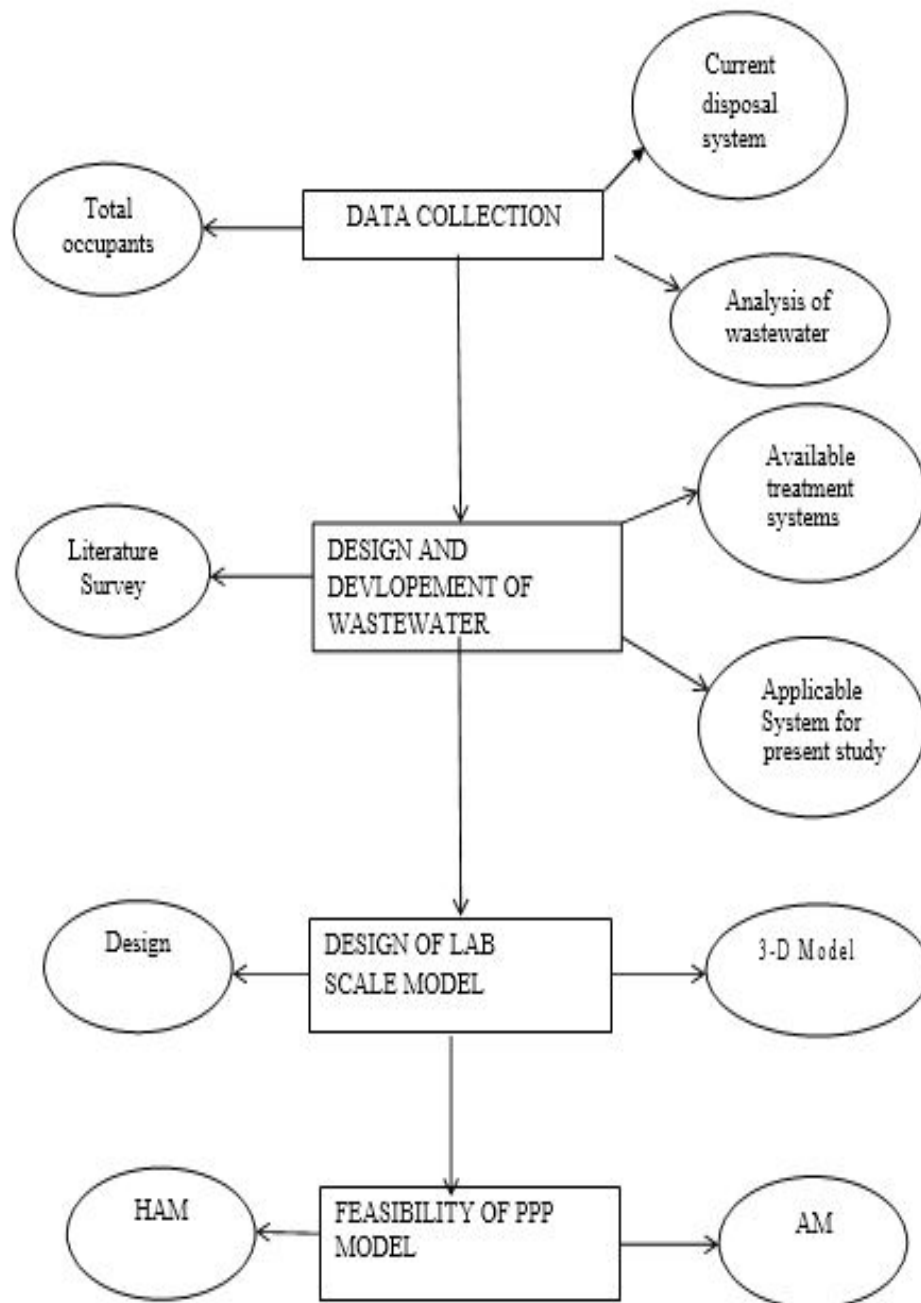 Current
disposal
system
Total
occupants
DATA COLLECTION
Analysis of
wastewater
Available
treatment
systems
Literature
Survey
DESIGN AND
DEVLOPEMENT OF
WASTEWATER
Applicable
System for
present study
Design
DESIGN OF LAB
SCALE MODEL
3-D Model
HAM
FEASIBILITY OF PPP
MODEL
AM